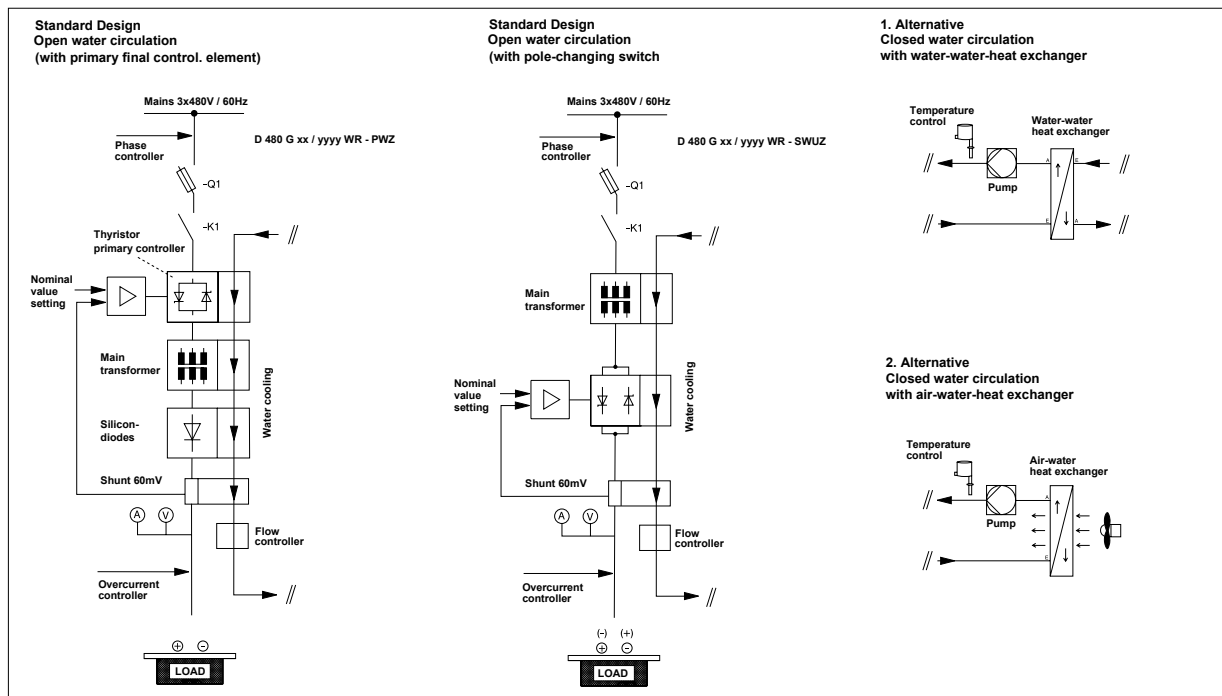 Standard Design
Open water circulation
(with primary final control. element)
Mains 3x480V / 60Hz
D 480 G xx / yyyy WR - PWZ
Phase
controller
-Q1
-K1
Thyristor
primary controller
Nominal
value
setting
Main
transformer
Silicon-
diodes
Water cooling
Shunt 60mV
A
V
Flow
controller
Overcurrent
controller
+ -
LOAD
Standard Design
Open water circulation
(with pole-changing switch
Mains 3x480V / 60Hz
D 480 G xx / yyyy WR - SWUZ
Phase
controller
-Q1
-K1
Main
transformer
Nominal
value
setting
Water cooling
Shunt 60mV
A
V
Flow
controller
Overcurrent
controller
(-) (+)
+ -
LOAD
1. Alternative
Closed water circulation
with water-water-heat exchanger
Temperature
control
Water-water
heat exchanger
A
E
Pump
E
A
2. Alternative
Closed water circulation
with air-water-heat exchanger
Temperature
control
Air-water
heat exchanger
A
Pump
E